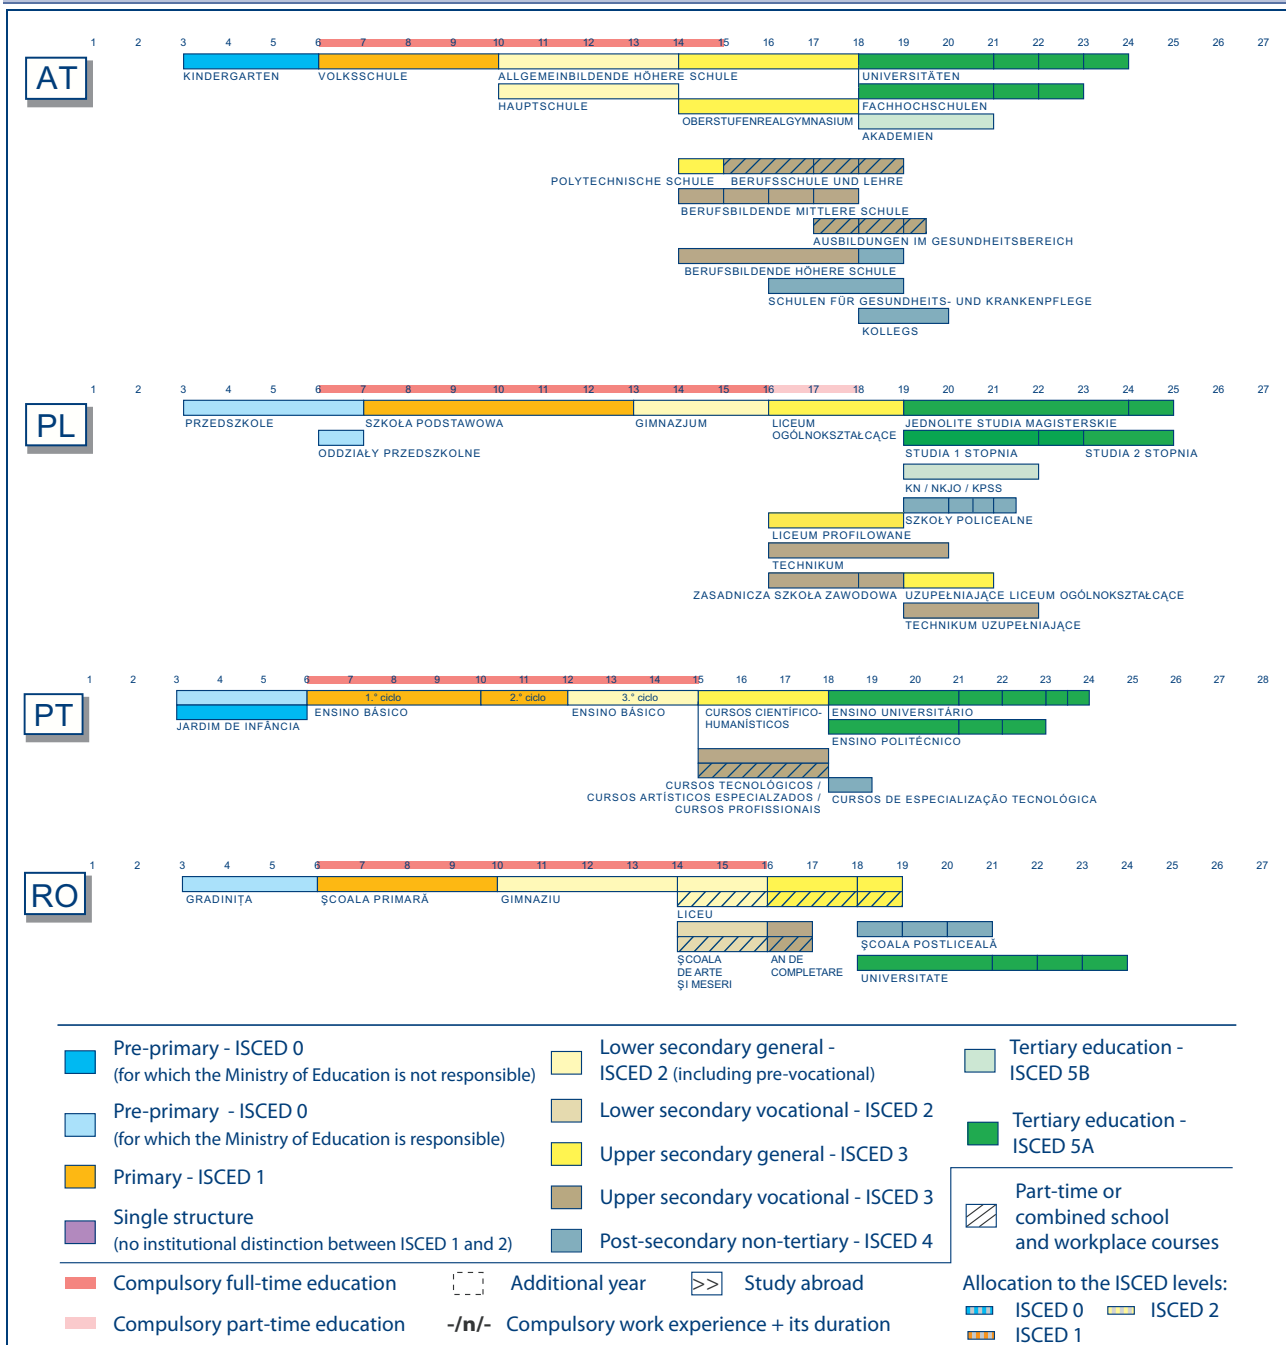 1 2 3 4 5 6 7 8 9 10 11 12 13 14 15 16 17 18 19 20 21 22 23 24 25 26 27
AT
KINDERGARTEN VOLKSSCHULE ALLGEMEINBILDENDE HÖHERE SCHULE UNIVERSITÄTEN
HAUPTSCHULE FACHHOCHSCHULEN
OBERSTUFENREALGYMNASIUM
AKADEMIEN
POLYTECHNISCHE SCHULE BERUFSSCHULE UND LEHRE
BERUFSBILDENDE MITTLERE SCHULE
AUSBILDUNGEN IM GESUNDHEITSBEREICH
BERUFSBILDENDE HÖHERE SCHULE
SCHULEN FÜR GESUNDHEITS- UND KRANKENPFLEGE
KOLLEGS
1 2 3 4 5 6 7 8 9 10 11 12 13 14 15 16 17 18 19 20 21 22 23 24 25 26 27
PL
PRZEDSZKOLE SZKOŁA PODSTAWOWA GIMNAZJUM LICEUM JEDNOLITE STUDIA MAGISTERSKIE
OGÓLNOKSZTAŁCĄCE
ODDZIAŁY PRZEDSZKOLNE STUDIA 1 STOPNIA STUDIA 2 STOPNIA
KN / NKJO / KPSS
SZKOŁY POLICEALNE
LICEUM PROFILOWANE
TECHNIKUM
ZASADNICZA SZKOŁA ZAWODOWA UZUPEŁNIAJĄCE LICEUM OGÓLNOKSZTAŁCĄCE
TECHNIKUM UZUPEŁNIAJĄCE
1 2 3 4 5 6 7 8 9 10 11 12 13 14 15 16 17 18 19 20 21 22 23 24 25 26 27 28
PT
1.° ciclo 2.° ciclo 3.° ciclo
ENSINO BÁSICO ENSINO BÁSICO CURSOS CIENTÍFICO- ENSINO UNIVERSITÁRIO
JARDIM DE INFÂNCIA HUMANÍSTICOS
ENSINO POLITÉCNICO
CURSOS TECNOLÓGICOS /
CURSOS ARTÍSTICOS ESPECIALZADOS / CURSOS DE ESPECIALIZAÇÃO TECNOLÓGICA
CURSOS PROFISSIONAIS
1 2 3 4 5 6 7 8 9 10 11 12 13 14 15 16 17 18 19 20 21 22 23 24 25 26 27
RO
GRADINIŢA ŞCOALA PRIMARĂ GIMNAZIU
LICEU
ŞCOALA POSTLICEALĂ
ŞCOALA AN DE
DE ARTE COMPLETARE
ŞI MESERI UNIVERSITATE
Pre-primary - ISCED 0
(for which the Ministry of Education is not responsible)
Pre-primary - ISCED 0
(for which the Ministry of Education is responsible)
Primary - ISCED 1
Single structure
(no institutional distinction between ISCED 1 and 2)
Lower secondary general -
ISCED 2 (including pre-vocational)
Lower secondary vocational - ISCED 2
Upper secondary general - ISCED 3
Upper secondary vocational - ISCED 3
Post-secondary non-tertiary - ISCED 4
Tertiary education -
ISCED 5B
Tertiary education -
ISCED 5A
Part-time or
combined school
and workplace courses
Compulsory full-time education
Additional year
>> Study abroad
Compulsory part-time education
-/n/- Compulsory work experience + its duration
Allocation to the ISCED levels:
ISCED 0 ISCED 2
ISCED 1